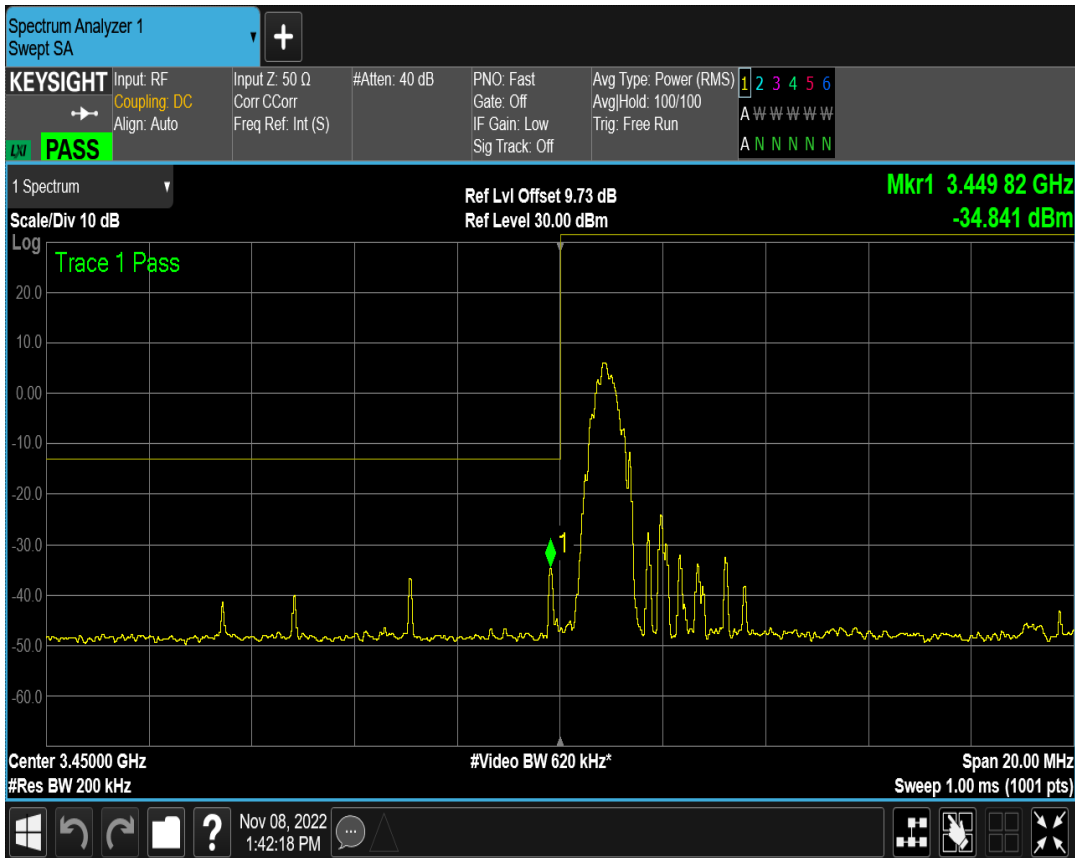 Spectrum Analyzer 1
Swept SA
+
KEYSIGHT
Input: RF
Coupling: DC
Align: Auto
LXI PASS
Input Z: 50 Ω
Corr CCorr
Freq Ref: Int (S)
#Atten: 40 dB
PNO: Fast
Gate: Off
IF Gain: Low
Sig Track: Off
Avg Type: Power (RMS)
Avg|Hold: 100/100
Trig: Free Run
1 2 3 4 5 6
A W W W W W
A N N N N N
1 Spectrum
Scale/Div 10 dB
Ref Lvl Offset 9.73 dB
Ref Level 30.00 dBm
Mkr1 3.449 82 GHz
-34.841 dBm
Log
Trace 1 Pass
20.0
10.0
0.00
-10.0
-20.0
-30.0
1
-40.0
-50.0
-60.0
Center 3.45000 GHz
#Video BW 620 kHz*
Span 20.00 MHz
#Res BW 200 kHz
Sweep 1.00 ms (1001 pts)
?
Nov 08, 2022
1:42:18 PM